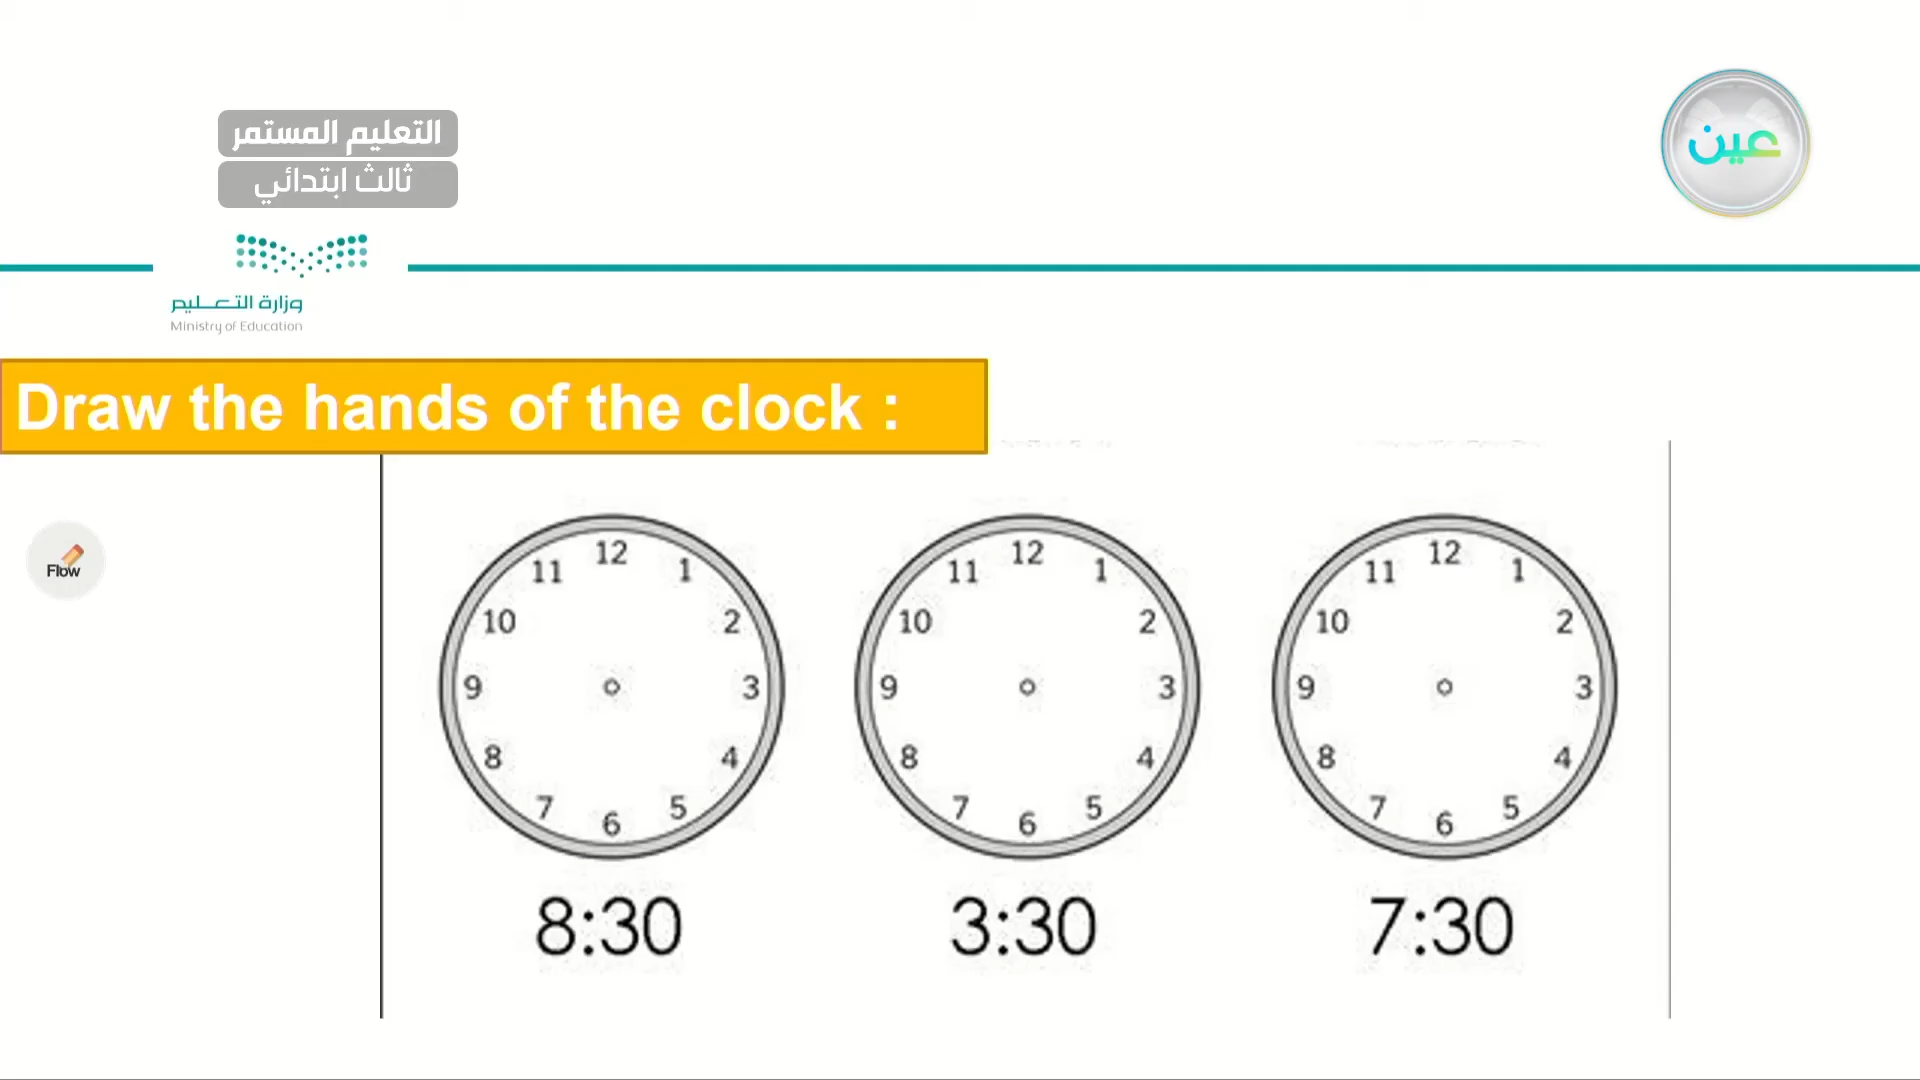 التعليم المستمر
ثالث ابتدائي
عين
وزارة التعليم
Ministry of Education
Draw the hands of the clock :
Flow
12 12 12
11 1 11 1 11 1
10 2 10 2 10 2
9 3 9 3 9 3
8 4 8 4 8 4
7 5 7 5 7 5
6 6 6
8:30 3:30 7:30